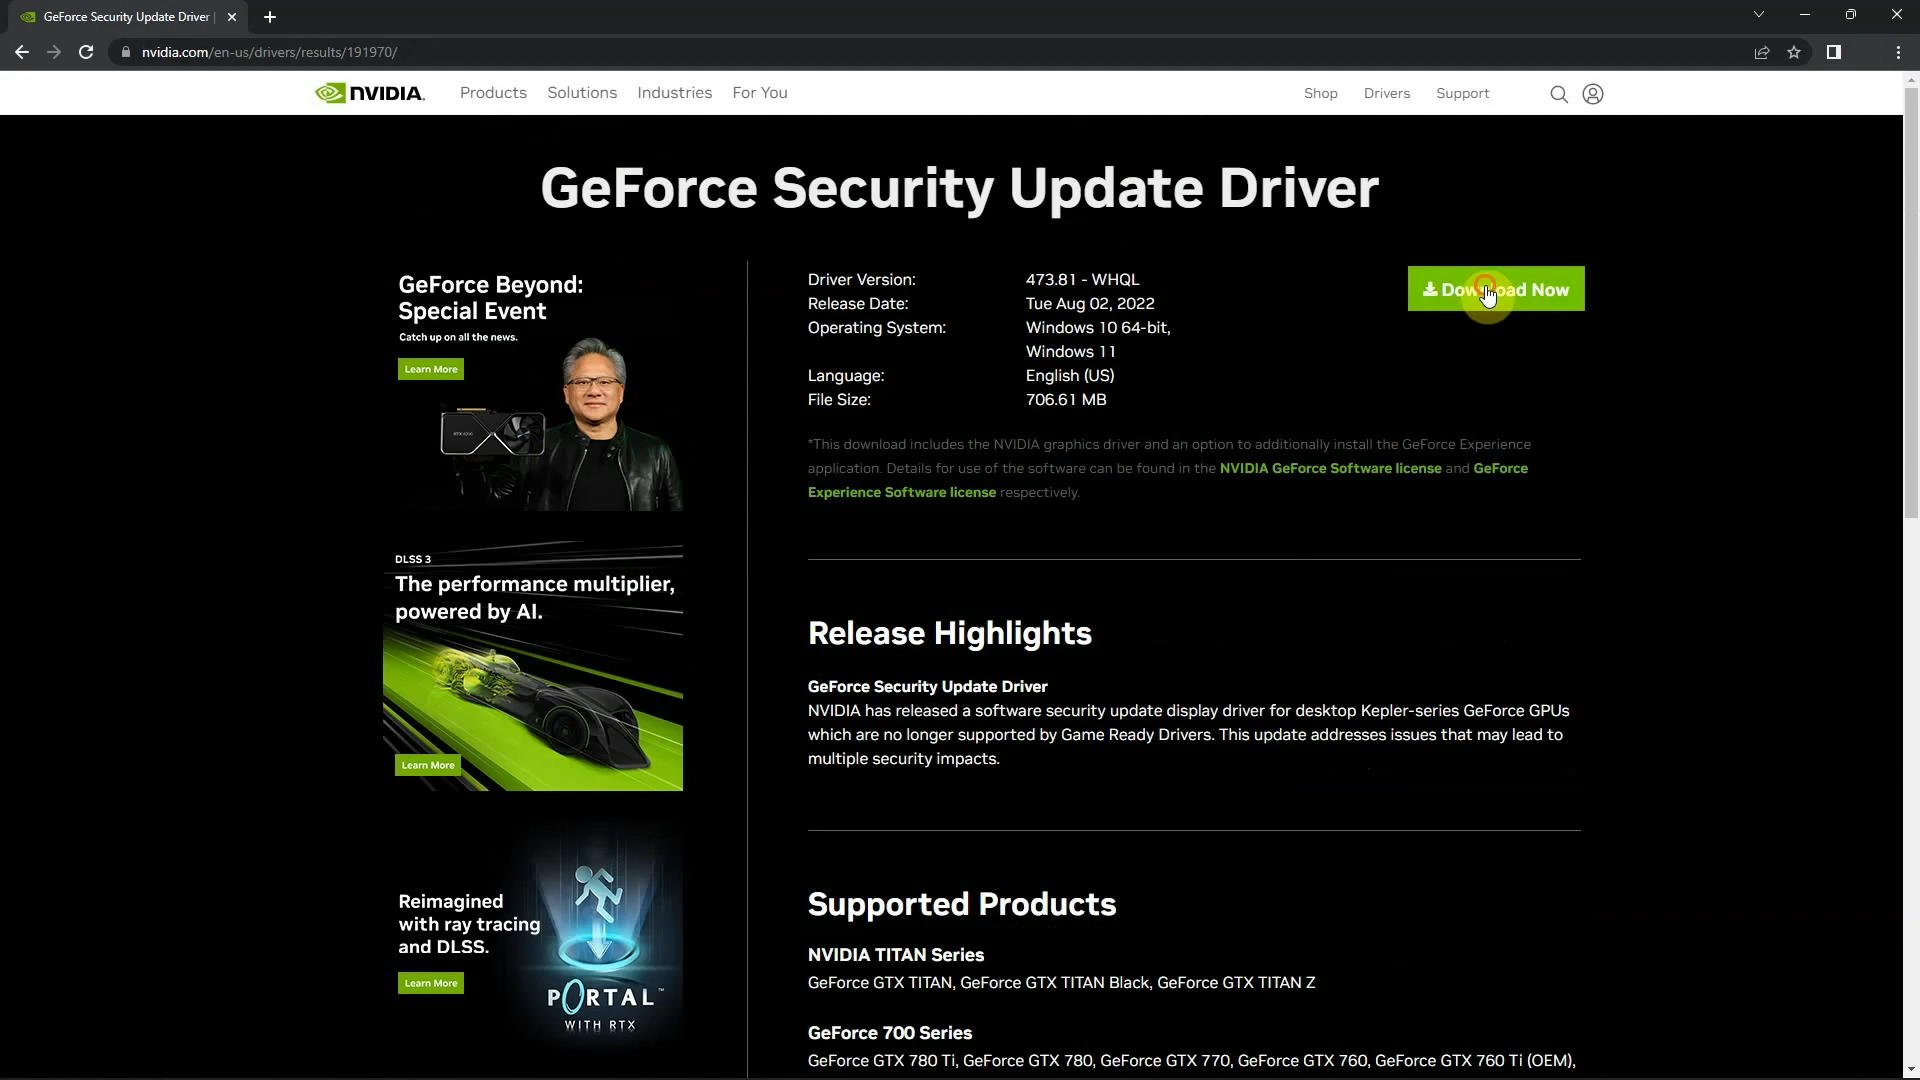 GeForce Security Update Driver |
nvidia.com/en-us/drivers/results/191970/
NVIDIA.
Products
Solutions
Industries
For You
Shop
Drivers
Support
GeForce Security Update Driver
GeForce Beyond:
Special Event
Catch up on all the news.
Learn More
DLSS 3
The performance multiplier,
powered by AI.
Learn More
Reimagined
with ray tracing
and DLSS.
Learn More
PORTAL™
WITH RTX
Driver Version: 473.81 - WHQL
Release Date: Tue Aug 02, 2022
Operating System: Windows 10 64-bit,
Windows 11
Language: English (US)
File Size: 706.61 MB
Download Now
*This download includes the NVIDIA graphics driver and an option to additionally install the GeForce Experience
application. Details for use of the software can be found in the NVIDIA GeForce Software license and GeForce
Experience Software license respectively.
Release Highlights
GeForce Security Update Driver
NVIDIA has released a software security update display driver for desktop Kepler-series GeForce GPUs
which are no longer supported by Game Ready Drivers. This update addresses issues that may lead to
multiple security impacts.
Supported Products
NVIDIA TITAN Series
GeForce GTX TITAN, GeForce GTX TITAN Black, GeForce GTX TITAN Z
GeForce 700 Series
GeForce GTX 780 Ti, GeForce GTX 780, GeForce GTX 770, GeForce GTX 760, GeForce GTX 760 Ti (OEM),